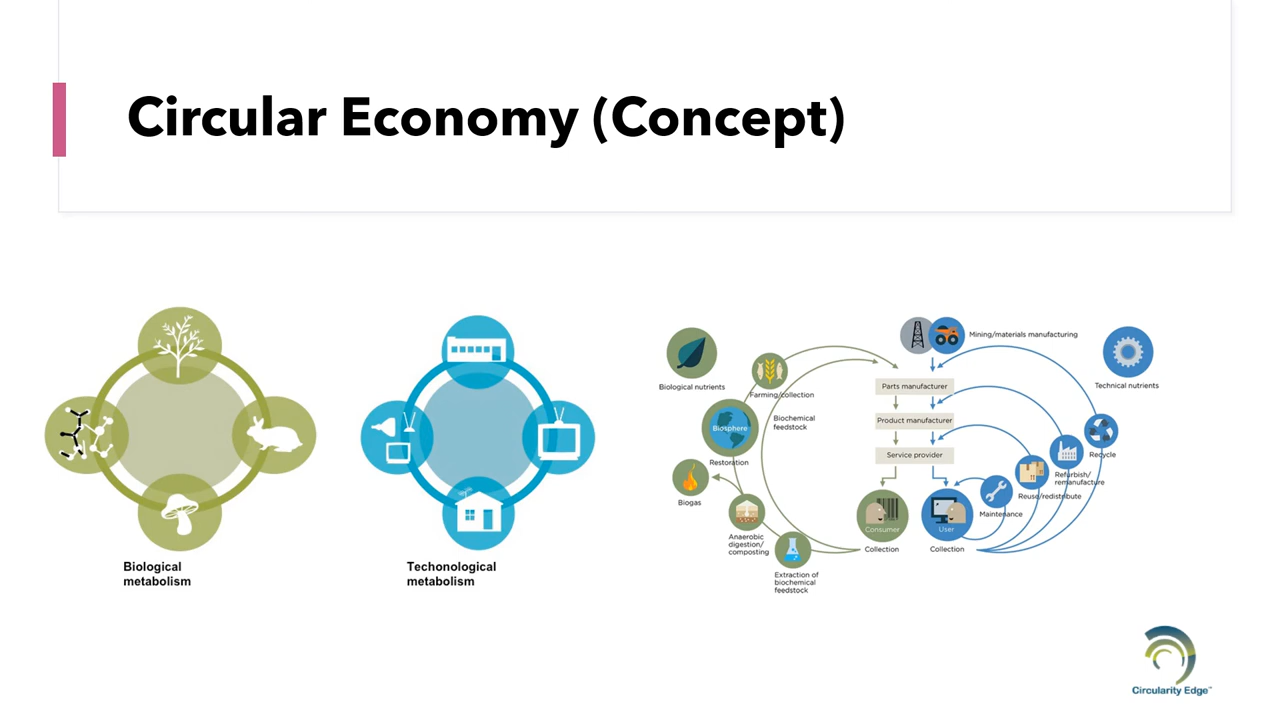 Circular Economy (Concept)
Biological
metabolism
Techonological
metabolism
Mining/materials manufacturing
Biological nutrients
Technical nutrients
Farming/collection
Parts manufacturer
Biochemical
feedstock
Product manufacturer
Biosphere
Restoration
Service provider
Recycle
Refurbish/
remanufacture
Reuse/redistribute
Biogas
Maintenance
Consumer
User
Anaerobic
digestion/
composting
Collection
Collection
Extraction of
biochemical
feedstock
Circularity Edge™